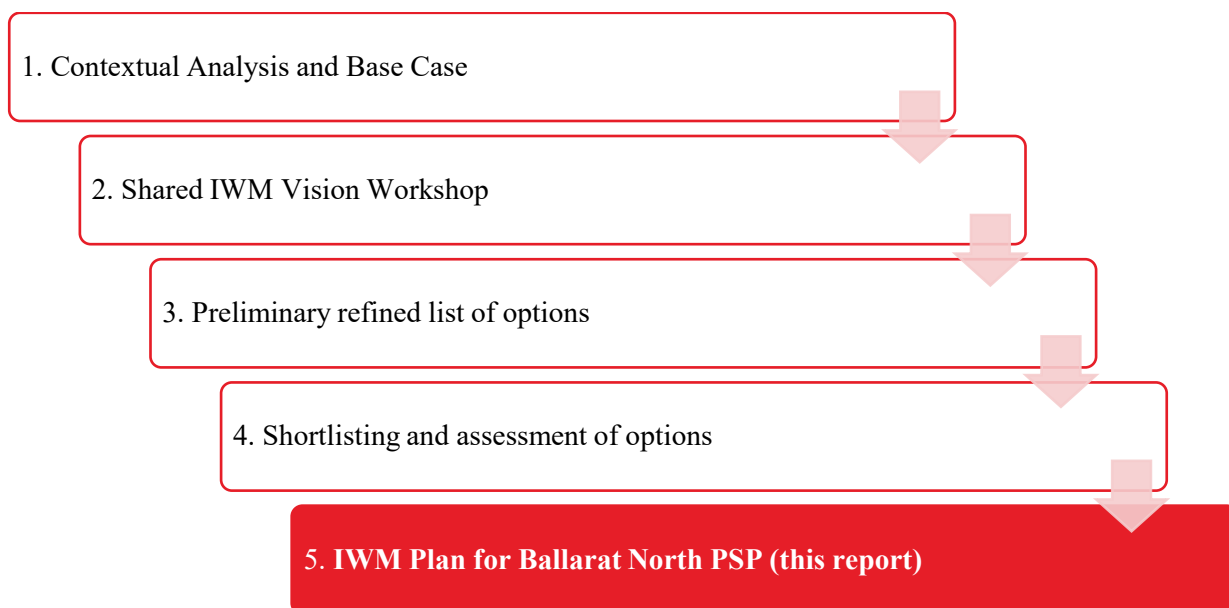 1. Contextual Analysis and Base Case
2. Shared IWM Vision Workshop
3. Preliminary refined list of options
4. Shortlisting and assessment of options
5. IWM Plan for Ballarat North PSP (this report)